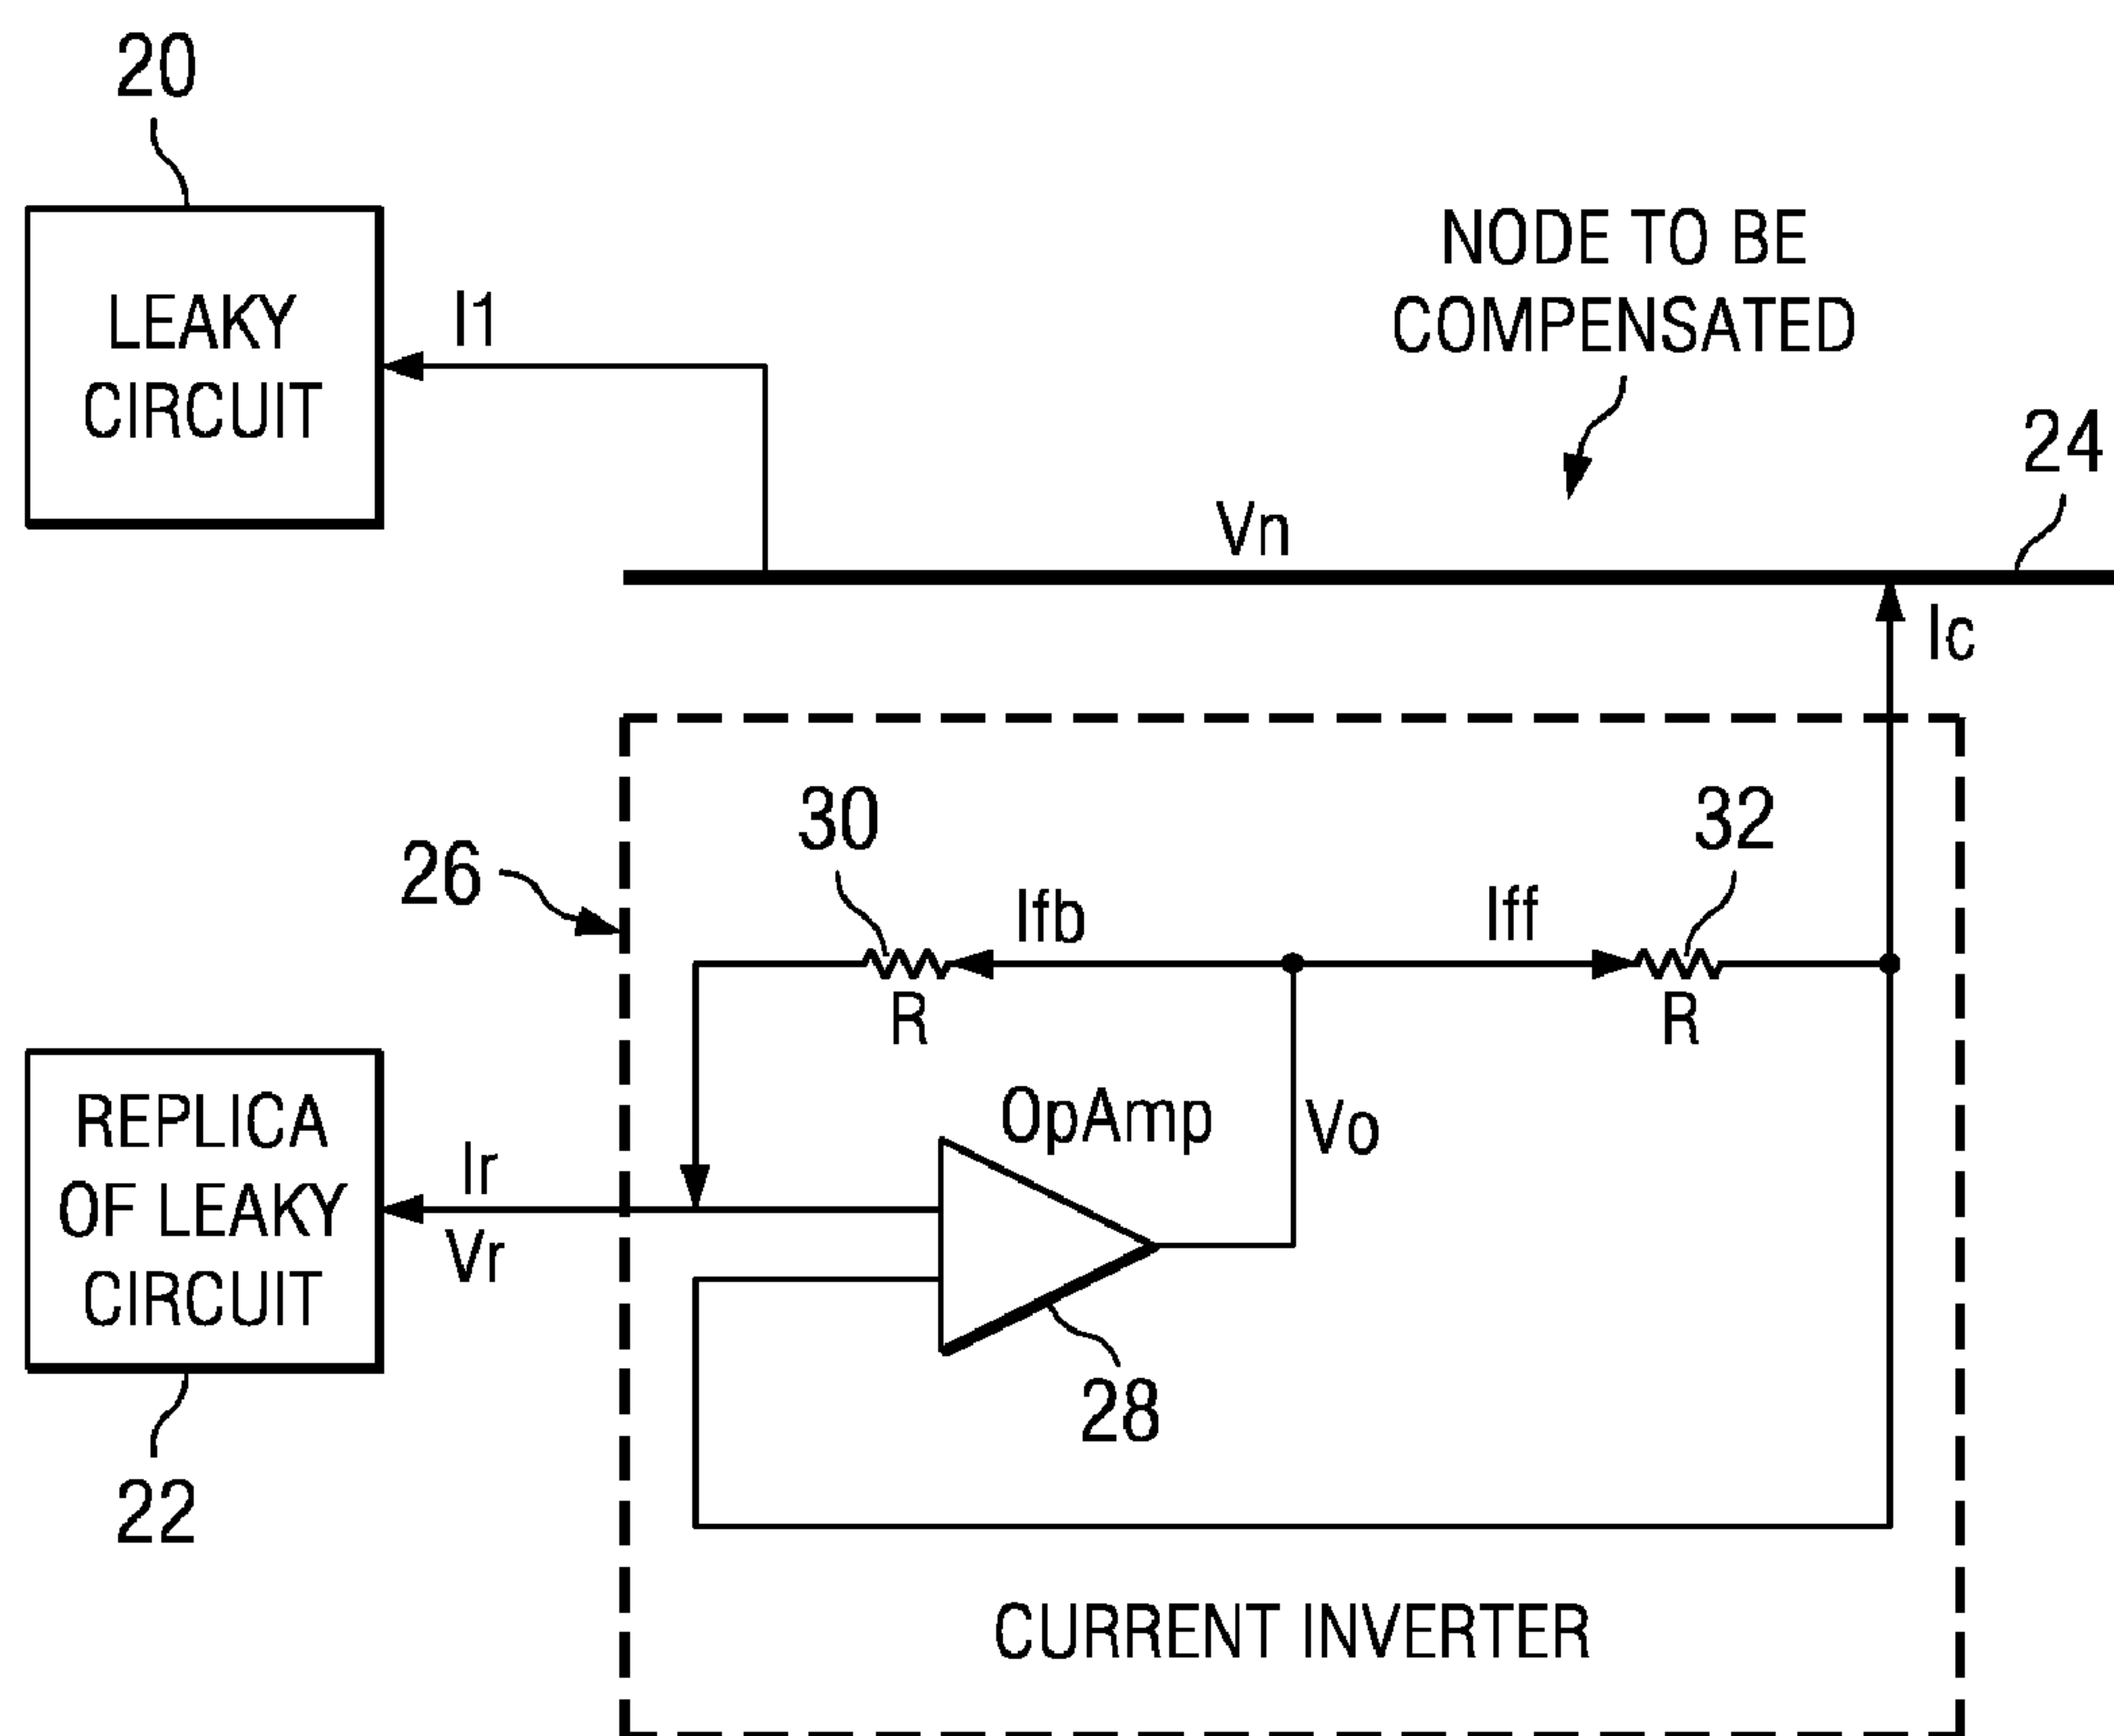 20
LEAKY
CIRCUIT
I1
NODE TO BE
COMPENSATED
24
Vn
Ic
26
30
Ifb
R
Iff
32
R
OpAmp
Vo
REPLICA
OF LEAKY
CIRCUIT
Ir
Vr
28
22
CURRENT INVERTER